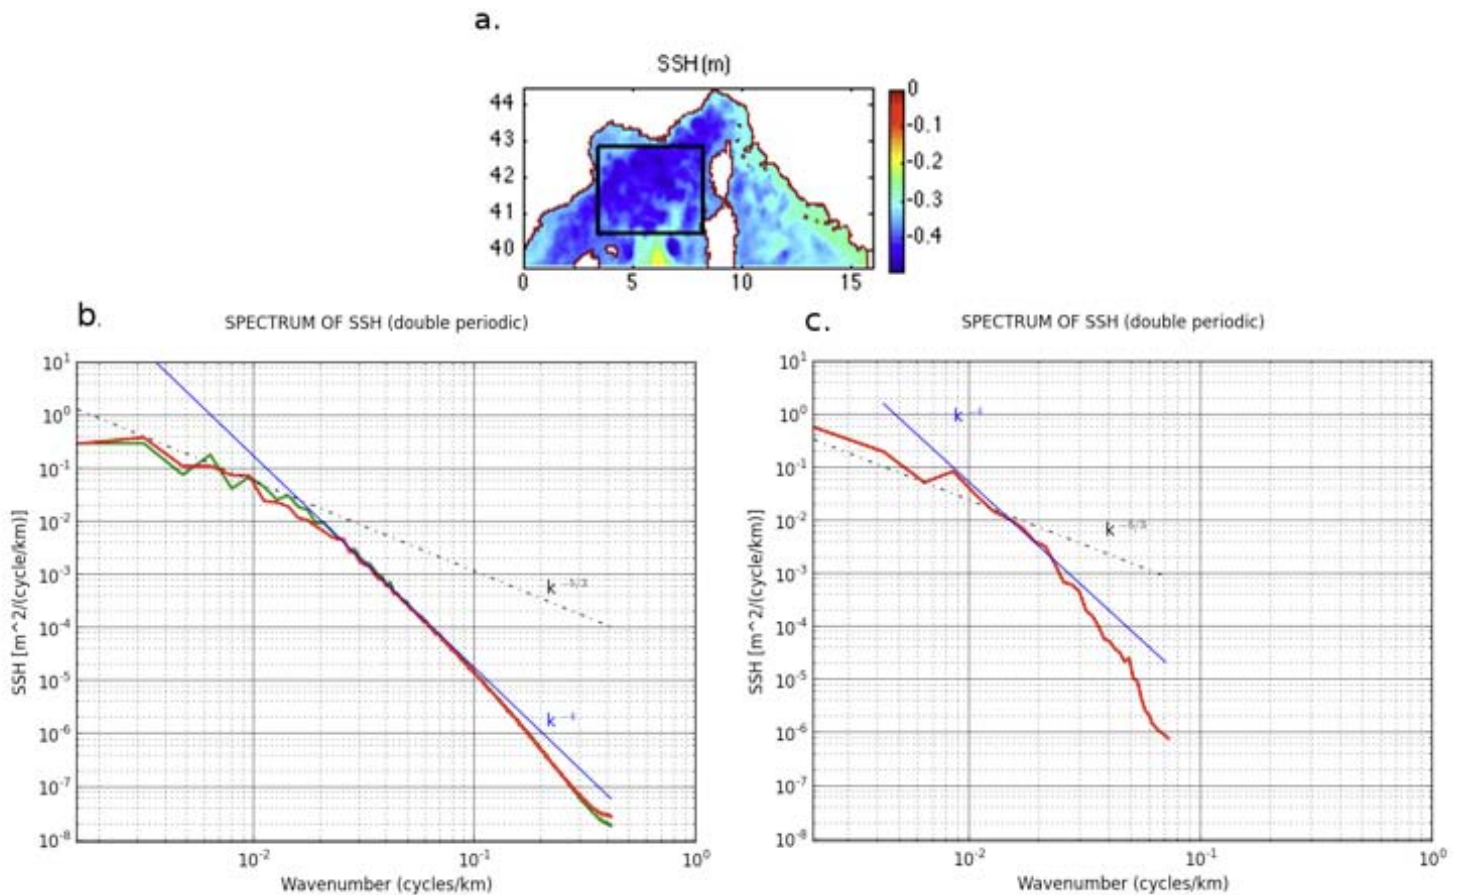 a.
SSH (m)
44
43
42
41
40
0 5 10 15
0
-0.1
-0.2
-0.3
-0.4
b.
SPECTRUM OF SSH (double periodic)
10^1
10^0
10^-1
10^-2
10^-3
10^-4
10^-5
10^-6
10^-7
10^-8
SSH [m^2/(cycle/km)]
k^-5/3
10^-2 10^-1 10^0
Wavenumber (cycles/km)
c.
SPECTRUM OF SSH (double periodic)
10^1
10^0
10^-1
10^-2
10^-3
10^-4
10^-5
10^-6
10^-7
10^-8
SSH [m^2/(cycle/km)]
k
k^-5/3
10^-2 10^-1 10^0
Wavenumber (cycles/km)